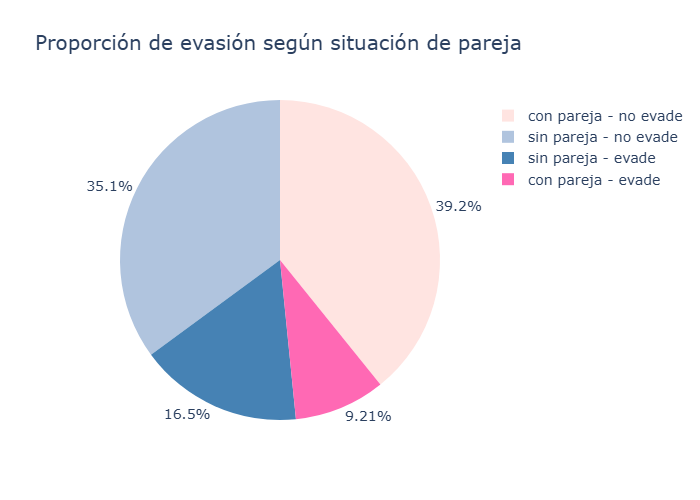 Proporción de evasión según situación de pareja
con pareja - no evade
sin pareja - no evade
sin pareja - evade
con pareja - evade
35.1%
39.2%
16.5%
9.21%